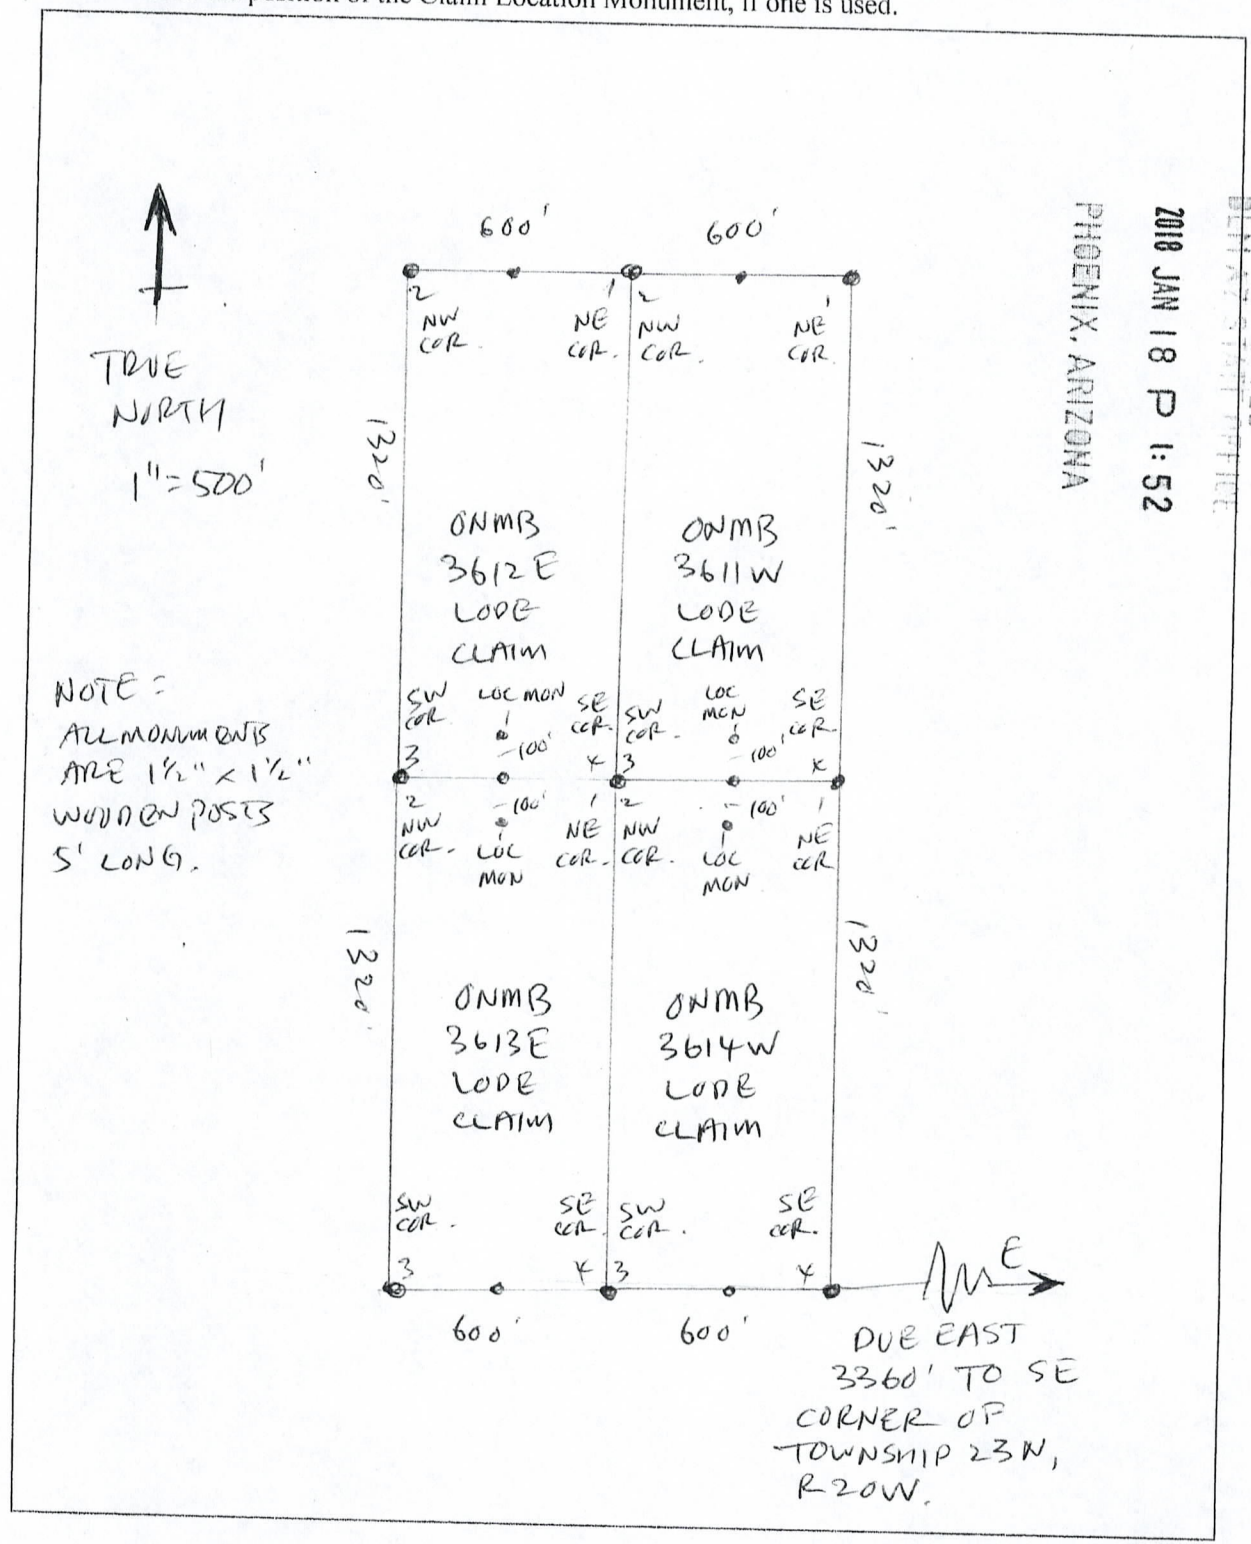 position of the Claim Location Monument, if one is used.
PHOENIX, ARIZONA
2018 JAN 18 P 1:52
TRUE
NORTH
1"=500'
600' 600'
2 1 2 1
NW COR. NE COR. NW COR. NE COR.
1320' 1320'
ONMB
3612E
LODE
CLAIM
ONMB
3611W
LODE
CLAIM
NOTE=
ALL MONUMENTS
ARE 1 1/2" x 1 1/2"
WOODEN POSTS
5' LONG.
SW COR. LOC MON SE COR. SW COR. LOC MON SE COR.
100' 100'
3 4 3 4
2 1 2 1
100' 100'
NW COR. LOC MON NE COR. NW COR. LOC MON NE COR
1320' 1320'
ONMB
3613E
LODE
CLAIM
ONMB
3614W
LODE
CLAIM
SW COR. SE COR. SW COR. SE COR.
3 4 3 4
E
600' 600'
DUE EAST
3360' TO SE
CORNER OF
TOWNSHIP 23N,
R20W.